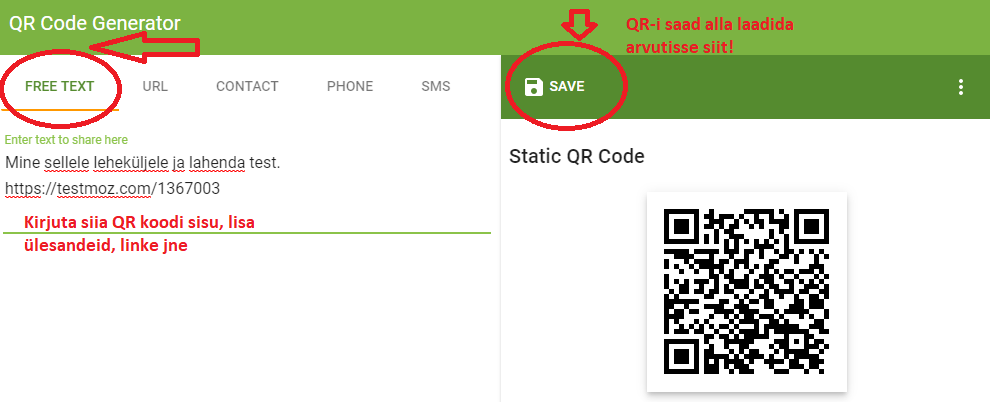 QR Code Generator
FREE TEXT URL CONTACT PHONE SMS
Enter text to share here
Mine sellele leheküljele ja lahenda test.
https://testmoz.com/1367003
Kirjuta siia QR koodi sisu, lisa
ülesandeid, linke jne
QR-i saad alla laadida
arvutisse siit!
SAVE
Static QR Code